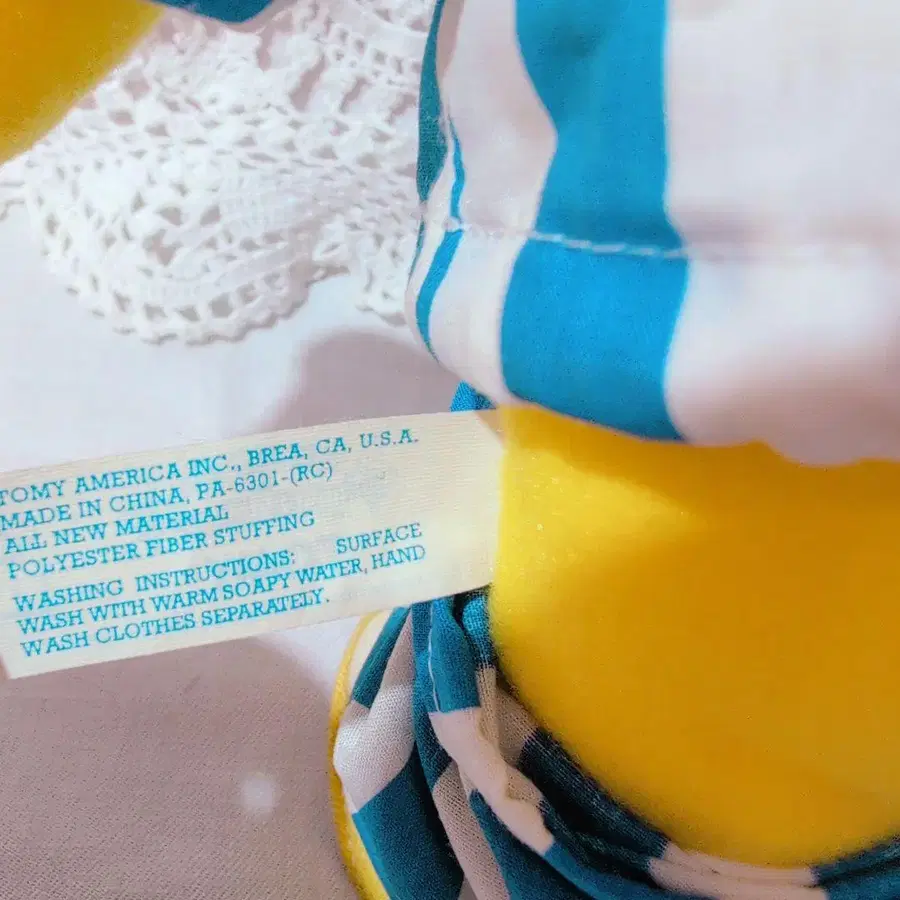 TOMY AMERICA INC., BREA, CA, U.S.A.
MADE IN CHINA, PA-6301-(RC)
ALL NEW MATERIAL
POLYESTER FIBER STUFFING
WASHING INSTRUCTIONS: SURFACE
WASH WITH WARM SOAPY WATER, HAND
WASH CLOTHES SEPARATELY.